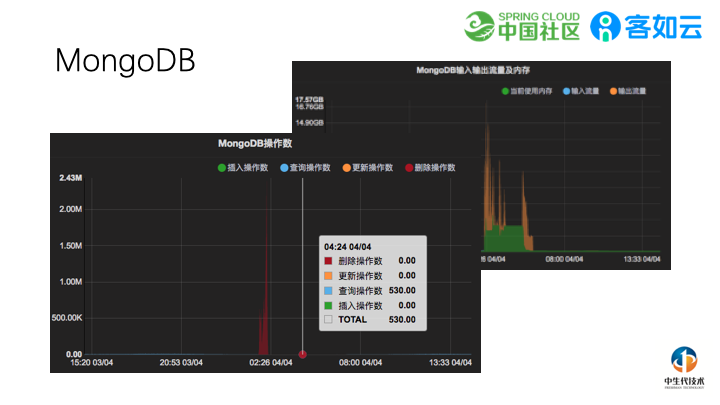 SPRING CLOUD
中国社区
客如云
MongoDB
MongoDB输入输出流量及内存
当前使用内存 输入流量 输出流量
17.57GB
16.76GB
14.90GB
MongoDB操作数
插入操作数 查询操作数 更新操作数 删除操作数
2.43M
2.00M
1.50M
1.00M
500.00K
0.00
04:24 04/04
删除操作数 0.00
更新操作数 0.00
查询操作数 530.00
插入操作数 0.00
TOTAL 530.00
04/04 08:00 04/04 13:33 04/04
15:20 03/04 20:53 03/04 02:26 04/04 08:00 04/04 13:33 04/04
中生代技术